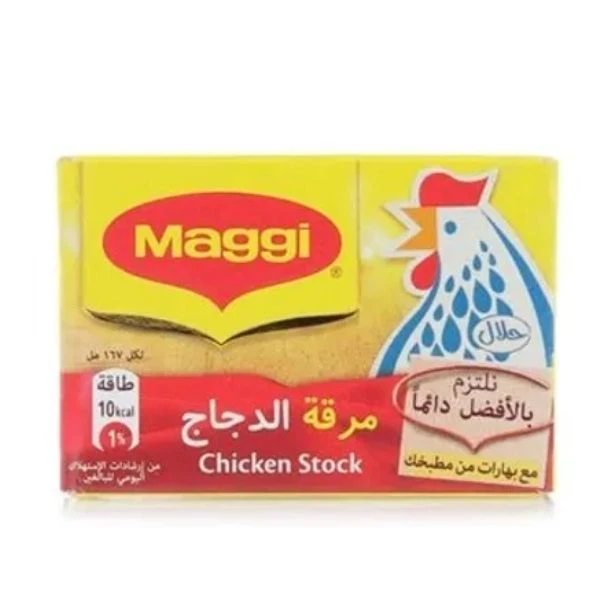 Maggi
®
حلال
لكل ١٦٧ مل
طاقة
10kcal
1%
من إرشادات الإستهلاك
اليومي للبالغين
مرقة الدجاج
Chicken Stock
نلتزم
بالأفضل دائماً
مع بهارات من مطبخك